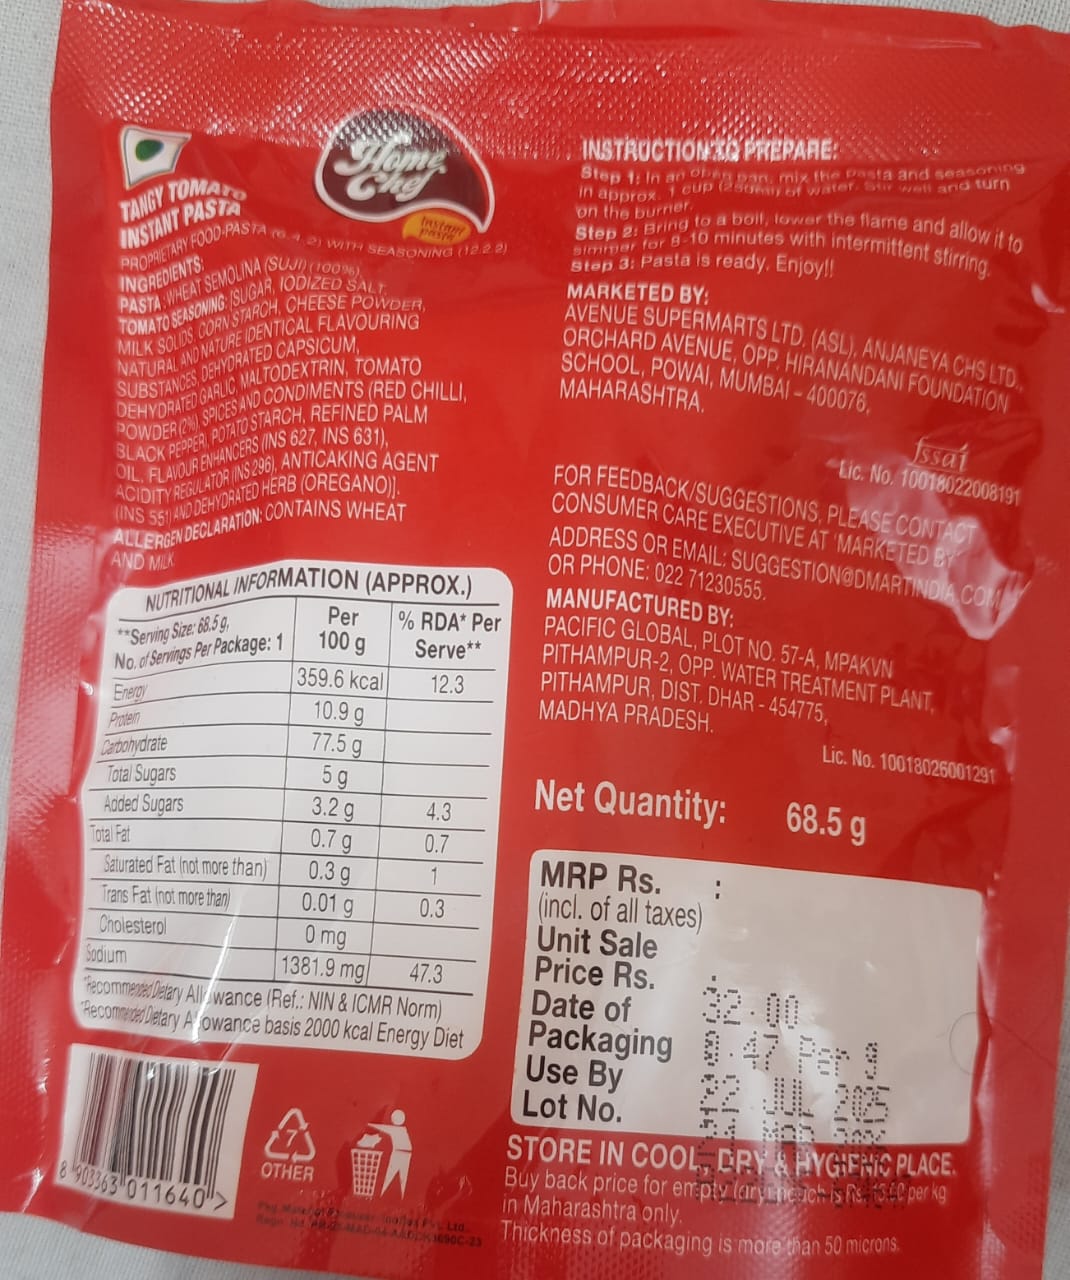 Home
Chef
Instant
pasta
TANGY TOMATO
INSTANT PASTA
PROPRIETARY FOOD-PASTA (6.4.2) WITH SEASONING (12.2.2)
INGREDIENTS:
PASTA: WHEAT SEMOLINA (SUJI) (100%)
TOMATO SEASONING: [SUGAR, IODIZED SALT,
MILK SOLIDS, CORN STARCH, CHEESE POWDER,
NATURAL AND NATURE IDENTICAL FLAVOURING
SUBSTANCES, DEHYDRATED CAPSICUM,
DEHYDRATED GARLIC, MALTODEXTRIN, TOMATO
POWDER (2%), SPICES AND CONDIMENTS (RED CHILLI,
BLACK PEPPER), POTATO STARCH, REFINED PALM
OIL, FLAVOUR ENHANCERS (INS 627, INS 631),
ACIDITY REGULATOR (INS 296), ANTICAKING AGENT
(INS 551) AND DEHYDRATED HERB (OREGANO)].
ALLERGEN DECLARATION: CONTAINS WHEAT
AND MILK
NUTRITIONAL INFORMATION (APPROX.)
**Serving Size: 68.5 g,
No. of Servings Per Package: 1
Per 100 g
% RDA* Per Serve**
Energy 359.6 kcal 12.3
Protein 10.9 g
Carbohydrate 77.5 g
Total Sugars 5 g
Added Sugars 3.2 g 4.3
Total Fat 0.7 g 0.7
Saturated Fat (not more than) 0.3 g 1
Trans Fat (not more than) 0.01 g 0.3
Cholesterol 0 mg
Sodium 1381.9 mg 47.3
*Recommended Dietary Allowance (Ref.: NIN & ICMR Norm)
*Recommended Dietary Allowance basis 2000 kcal Energy Diet
8 903363 011640 >
7
OTHER
INSTRUCTION TO PREPARE:
Step 1: In an open pan, mix the pasta and seasoning
in approx. 1 cup (250ml) of water. Stir well and turn
on the burner.
Step 2: Bring to a boil, lower the flame and allow it to
simmer for 8-10 minutes with intermittent stirring.
Step 3: Pasta is ready. Enjoy!!
MARKETED BY:
AVENUE SUPERMARTS LTD. (ASL), ANJANEYA CHS LTD.,
ORCHARD AVENUE, OPP. HIRANANDANI FOUNDATION
SCHOOL, POWAI, MUMBAI - 400076,
MAHARASHTRA.
fssai
Lic. No. 10018022008191
FOR FEEDBACK/SUGGESTIONS, PLEASE CONTACT
CONSUMER CARE EXECUTIVE AT 'MARKETED BY'
ADDRESS OR EMAIL: SUGGESTION@DMARTINDIA.COM
OR PHONE: 022 71230555.
MANUFACTURED BY:
PACIFIC GLOBAL, PLOT NO. 57-A, MPAKVN
PITHAMPUR-2, OPP. WATER TREATMENT PLANT,
PITHAMPUR, DIST. DHAR - 454775,
MADHYA PRADESH.
Lic. No. 10018026001291
Net Quantity: 68.5 g
MRP Rs. :
(incl. of all taxes)
Unit Sale
Price Rs. :
Date of
Packaging
Use By
Lot No.
32.00
0.47 Per g
22 JUL 2025
STORE IN COOL, DRY & HYGIENIC PLACE.
Buy back price for empty (dry) pouch is per kg
in Maharashtra only.
Thickness of packaging is more than 50 microns.